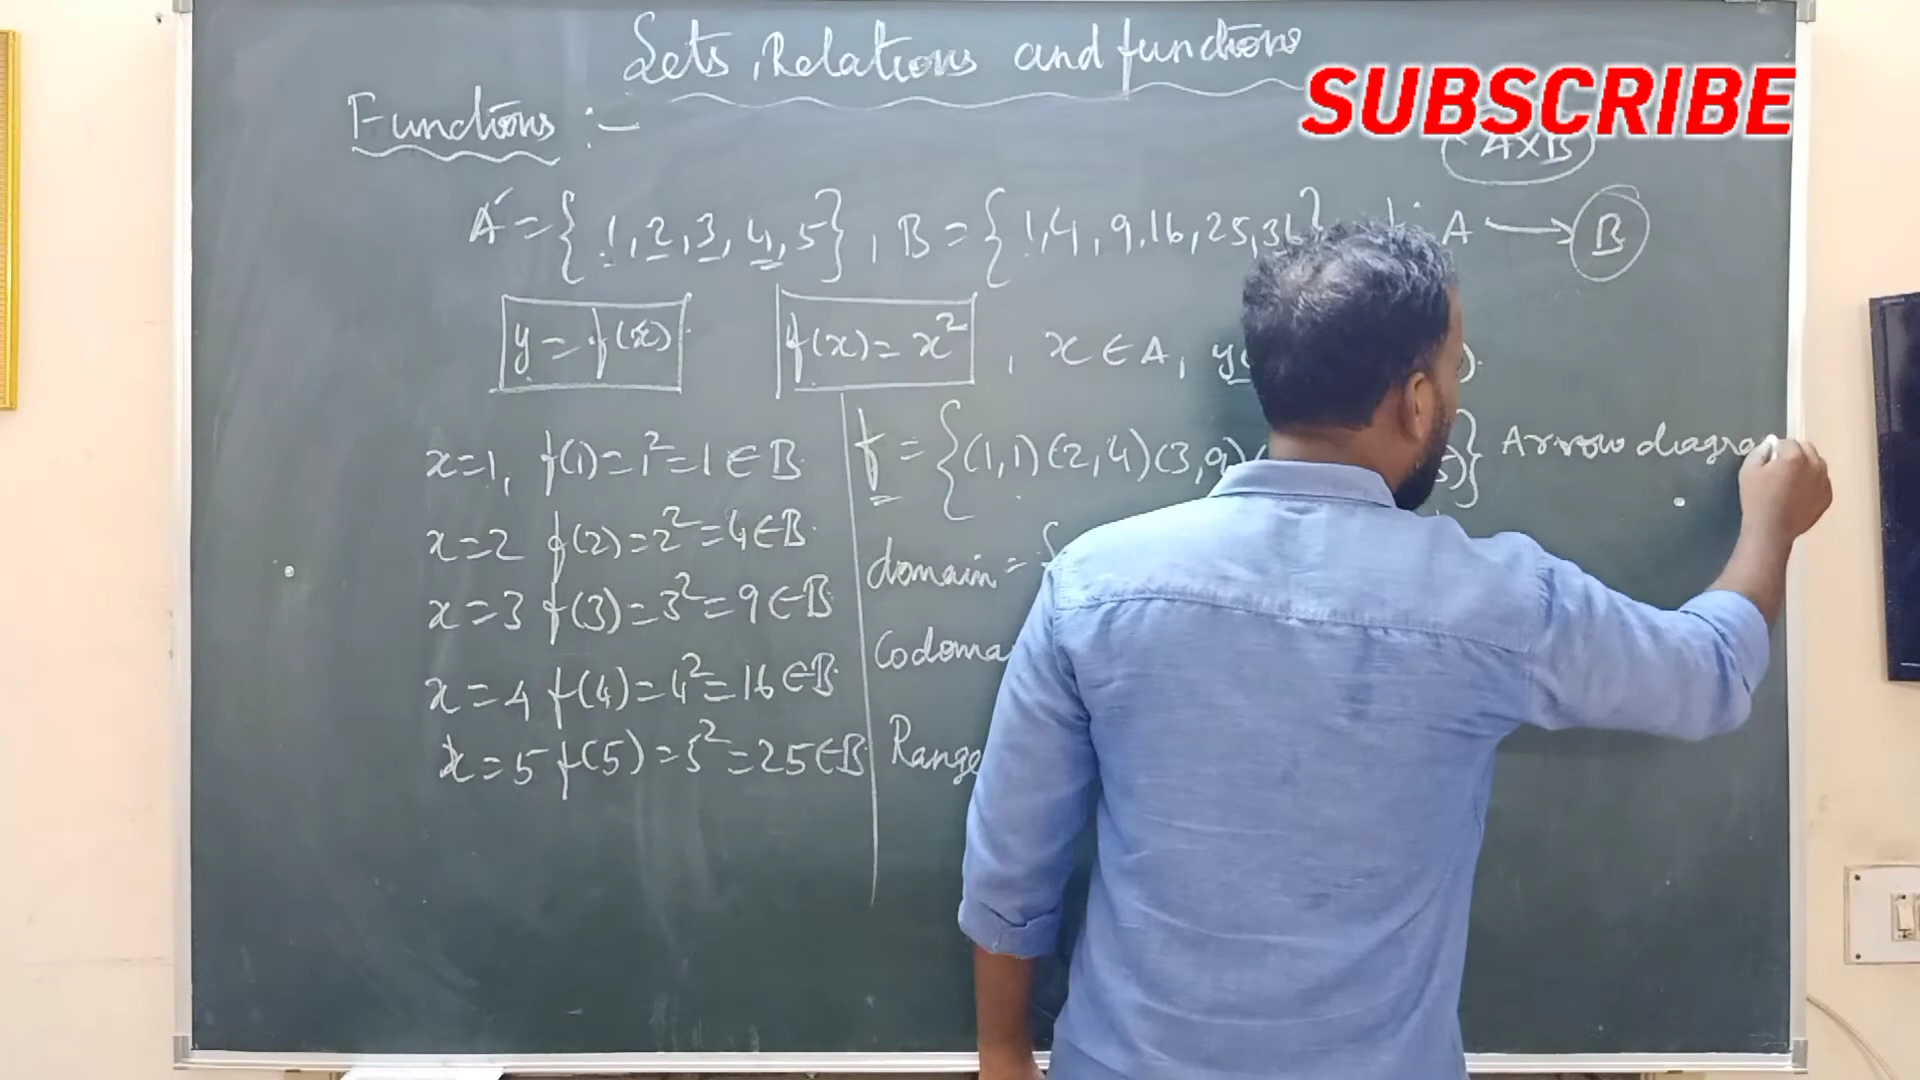 Sets, Relations and functions
SUBSCRIBE
Functions :-
A×B
A = { 1, 2, 3, 4, 5 } , B = { 1, 4, 9, 16, 25, 36 } A ⟶ B
y = f(x) f(x) = x² , x ∈ A,
f = { (1,1) (2,4) (3,9) } Arrow diagra
x=1, f(1)=1²=1 ∈ B
x=2 f(2)=2²=4 ∈ B
x=3 f(3)=3²=9 ∈ B
x=4 f(4)=4²=16 ∈ B
x=5 f(5)=5²=25 ∈ B
domain = {
Codoma
Range